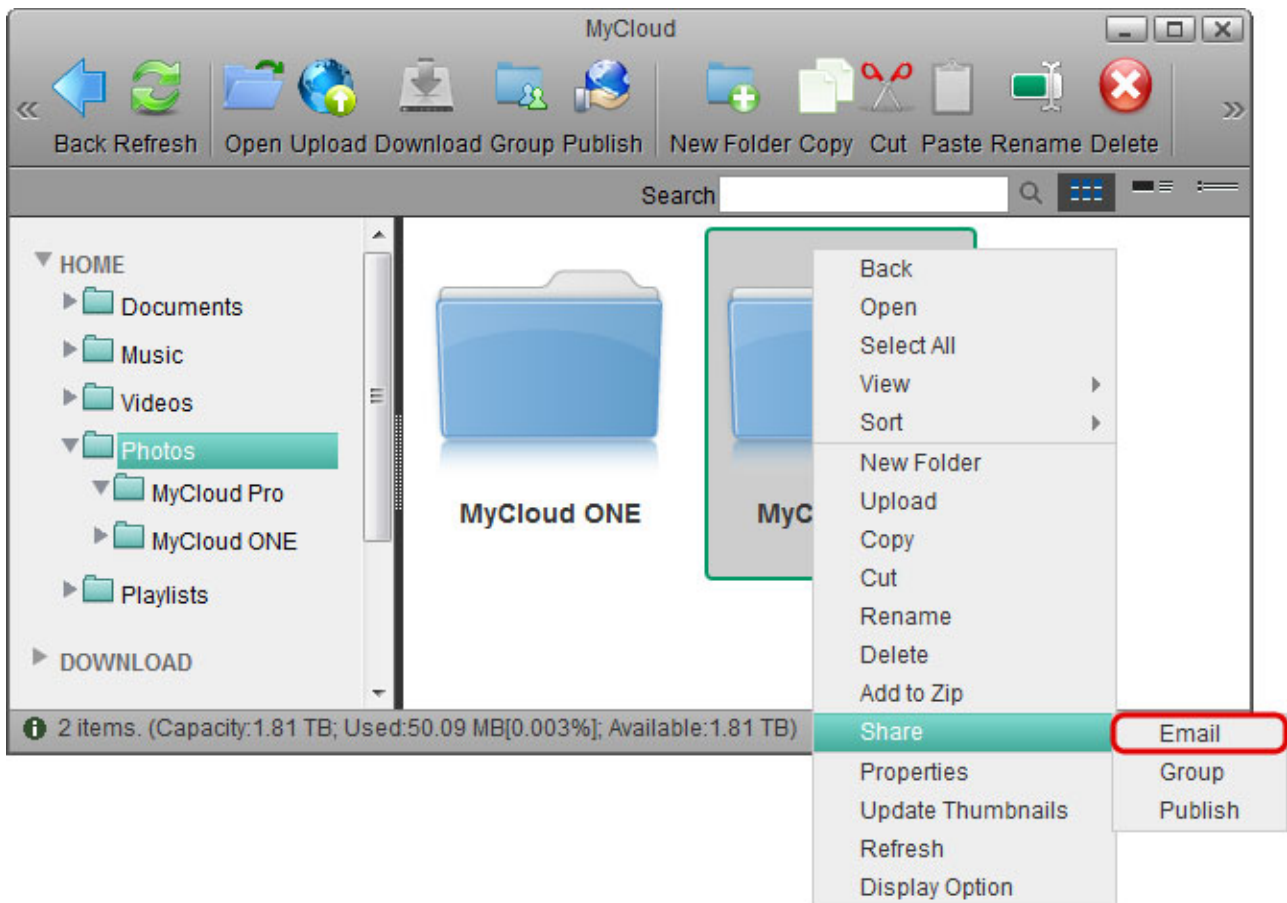 MyCloud
Back Refresh Open Upload Download Group Publish New Folder Copy Cut Paste Rename Delete
Search
HOME
Documents
Music
Videos
Photos
MyCloud Pro
MyCloud ONE
Playlists
DOWNLOAD
MyCloud ONE
MyC
Back
Open
Select All
View
Sort
New Folder
Upload
Copy
Cut
Rename
Delete
Add to Zip
Share
Properties
Update Thumbnails
Refresh
Display Option
Email
Group
Publish
2 items. (Capacity:1.81 TB; Used:50.09 MB[0.003%]; Available:1.81 TB)